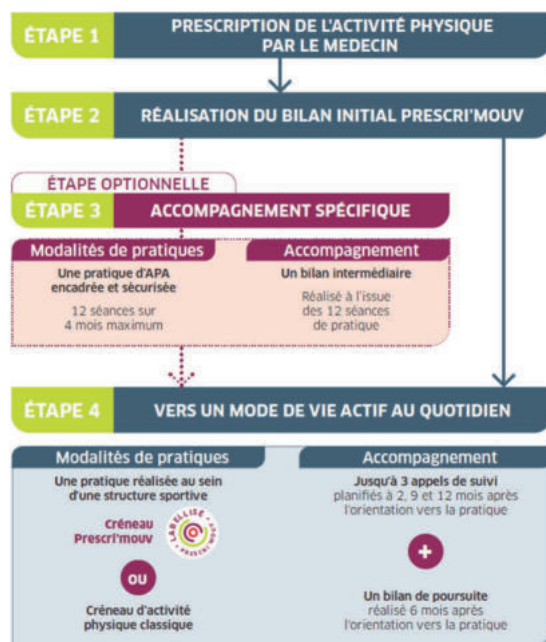 ÉTAPE 1
PRESCRIPTION DE L'ACTIVITÉ PHYSIQUE
PAR LE MEDECIN
ÉTAPE 2
RÉALISATION DU BILAN INITIAL PRESCRI'MOUV
ÉTAPE OPTIONNELLE
ÉTAPE 3
ACCOMPAGNEMENT SPÉCIFIQUE
Modalités de pratiques
Une pratique d'APA
encadrée et sécurisée
12 séances sur
4 mois maximum
Accompagnement
Un bilan intermédiaire
Réalisé à l'issue
des 12 séances
de pratique
ÉTAPE 4
VERS UN MODE DE VIE ACTIF AU QUOTIDIEN
Modalités de pratiques
Une pratique réalisée au sein
d'une structure sportive
Créneau
Prescri'mouv
LABELLISÉ
PRESCRI'MOUV
OU
Créneau d'activité
physique classique
Accompagnement
Jusqu'à 3 appels de suivi
planifiés à 2, 9 et 12 mois après
l'orientation vers la pratique
+
Un bilan de poursuite
réalisé 6 mois après
l'orientation vers la pratique